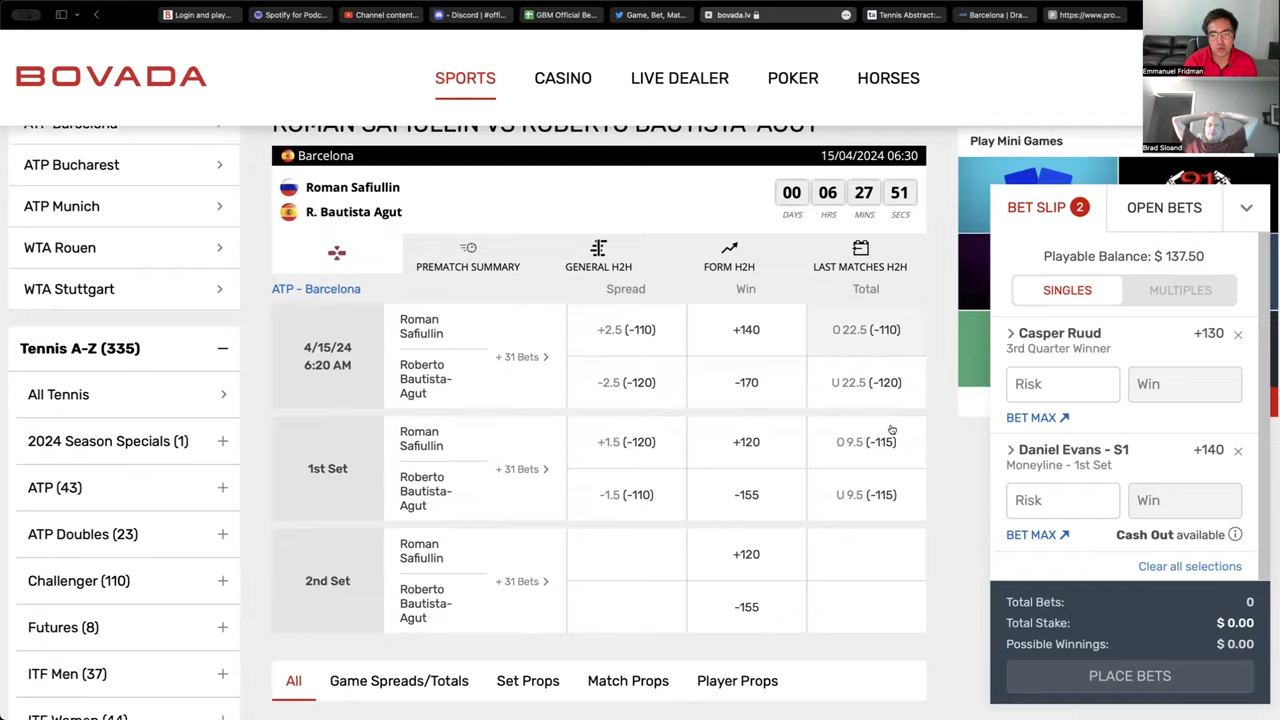 Login and play...
Spotify for Podc...
Channel content...
- Discord | #offi...
GBM Official Be...
Game, Bet, Mat...
bovada.lv
Tennis Abstract:...
Barcelona | Dra...
https://www.pro...
BOVADA
SPORTS
CASINO
LIVE DEALER
POKER
HORSES
Emmanuel Fridman
Brad Sloand
ATP Bucharest
ATP Munich
WTA Rouen
WTA Stuttgart
Tennis A-Z (335)
All Tennis
2024 Season Specials (1)
ATP (43)
ATP Doubles (23)
Challenger (110)
Futures (8)
ITF Men (37)
ROMAN SAFIULLIN VS ROBERTO BAUTISTA-AGUT
Barcelona
15/04/2024 06:30
Roman Safiullin
R. Bautista Agut
00 06 27 51
DAYS HRS MINS SECS
PREMATCH SUMMARY
GENERAL H2H
FORM H2H
LAST MATCHES H2H
ATP - Barcelona
Spread
Win
Total
4/15/24
6:20 AM
Roman
Safiullin
Roberto
Bautista-
Agut
+ 31 Bets
+2.5 (-110)
+140
O 22.5 (-110)
-2.5 (-120)
-170
U 22.5 (-120)
1st Set
Roman
Safiullin
Roberto
Bautista-
Agut
+ 31 Bets
+1.5 (-120)
+120
O 9.5 (-115)
-1.5 (-110)
-155
U 9.5 (-115)
2nd Set
Roman
Safiullin
Roberto
Bautista-
Agut
+ 31 Bets
+120
-155
All
Game Spreads/Totals
Set Props
Match Props
Player Props
Play Mini Games
21
BET SLIP 2
OPEN BETS
Playable Balance: $ 137.50
SINGLES
MULTIPLES
Casper Ruud
+130
3rd Quarter Winner
Risk
Win
BET MAX
Daniel Evans - S1
+140
Moneyline - 1st Set
Risk
Win
BET MAX
Cash Out available
Clear all selections
Total Bets: 0
Total Stake: $ 0.00
Possible Winnings: $ 0.00
PLACE BETS